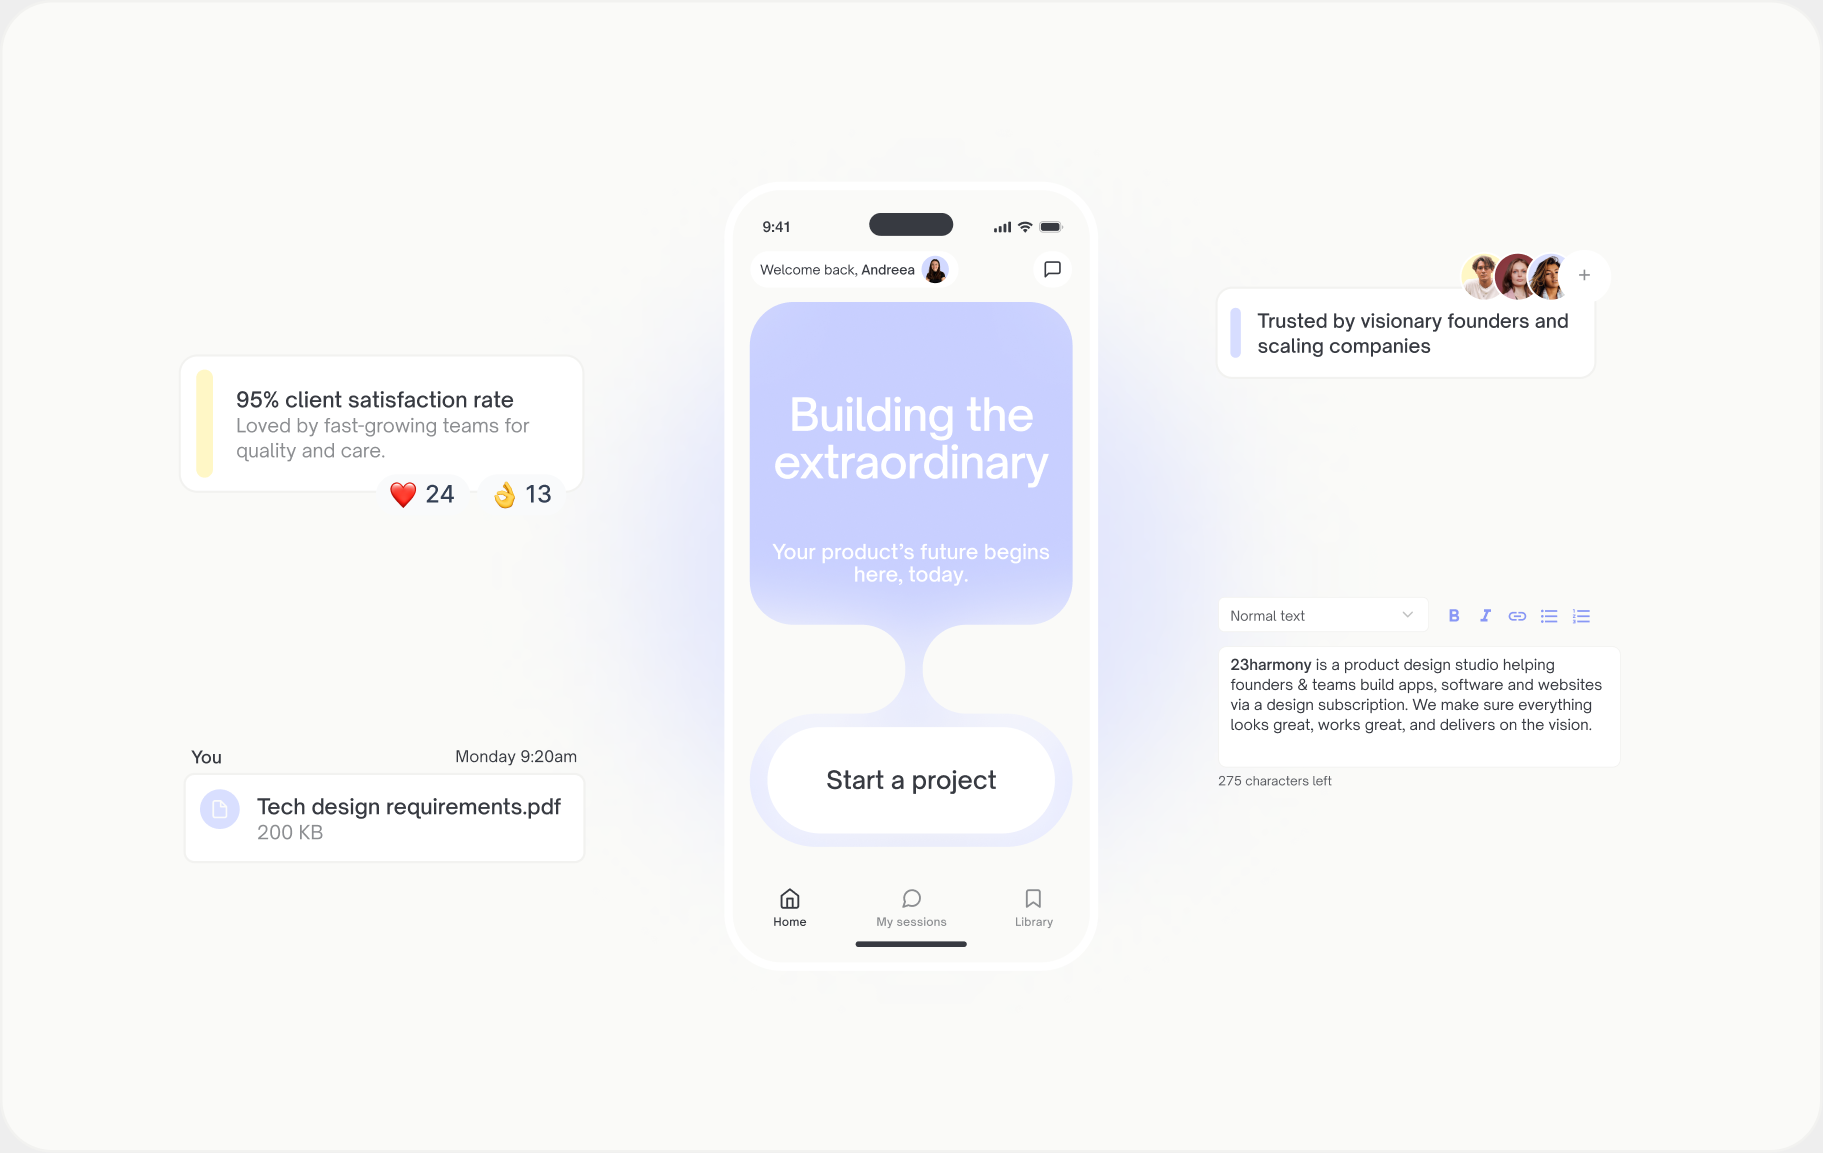 95% client satisfaction rate
Loved by fast-growing teams for
quality and care.
❤️ 24 👌 13
You Monday 9:20am
Tech design requirements.pdf
200 KB
9:41
Welcome back, Andreea
Building the
extraordinary
Your product’s future begins
here, today.
Start a project
Home My sessions Library
+
Trusted by visionary founders and
scaling companies
Normal text B I
23harmony is a product design studio helping
founders & teams build apps, software and websites
via a design subscription. We make sure everything
looks great, works great, and delivers on the vision.
275 characters left